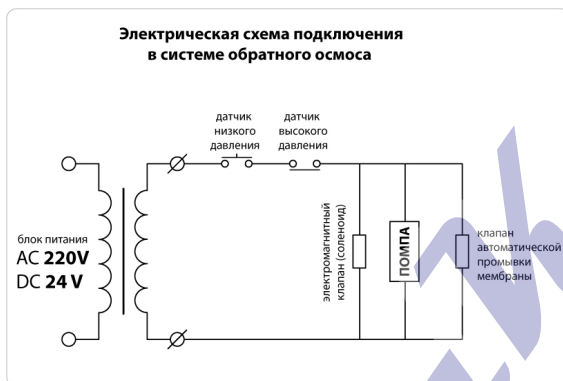 Электрическая схема подключения
в системе обратного осмоса
датчик
низкого
давления
датчик
высокого
давления
блок питания
AC 220V
DC 24 V
электромагнитный
клапан (соленоид)
ПОМПА
клапан
автоматической
промывки
мембраны